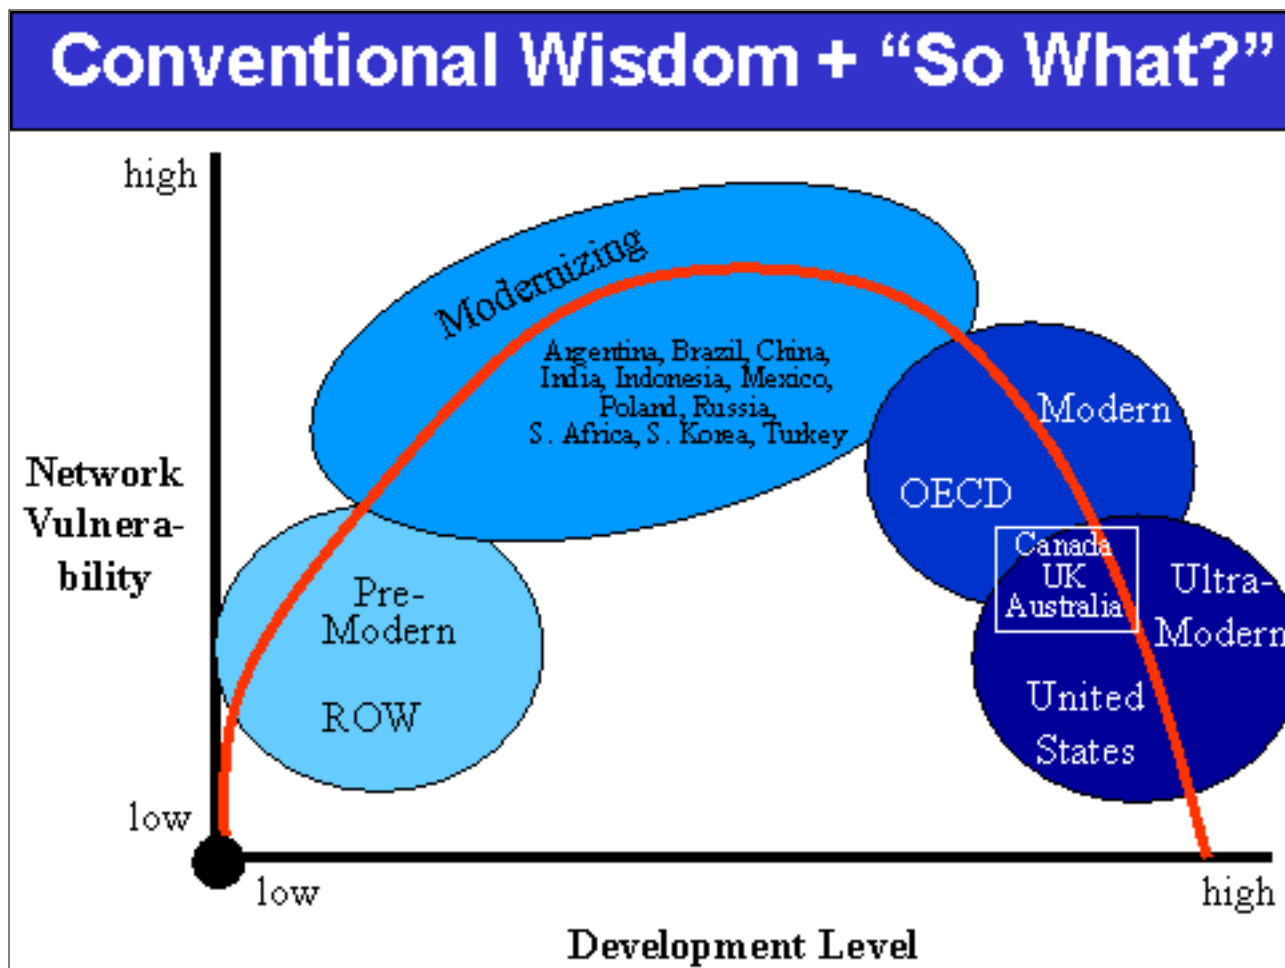 Conventional Wisdom + “So What?”
high
Modernizing
Argentina, Brazil, China,
India, Indonesia, Mexico,
Poland, Russia,
S. Africa, S. Korea, Turkey
Modern
OECD
Network
Vulnera-
bility
Canada
UK
Australia
Ultra-
Modern
Pre-
Modern
ROW
United
States
low
low
high
Development Level